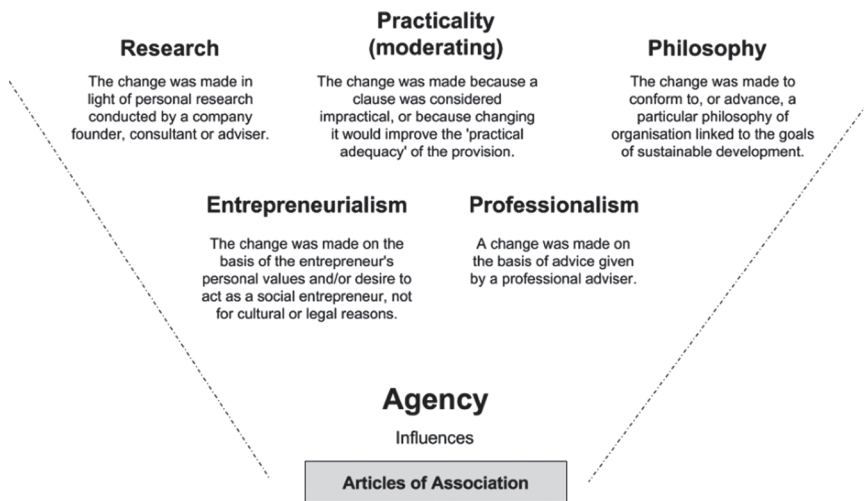 Research
The change was made in
light of personal research
conducted by a company
founder, consultant or adviser.
Practicality
(moderating)
The change was made because a
clause was considered
impractical, or because changing
it would improve the 'practical
adequacy' of the provision.
Philosophy
The change was made to
conform to, or advance, a
particular philosophy of
organisation linked to the goals
of sustainable development.
Entrepreneurialism
The change was made on the
basis of the entrepreneur's
personal values and/or desire to
act as a social entrepreneur, not
for cultural or legal reasons.
Professionalism
A change was made on
the basis of advice given
by a professional adviser.
Agency
Influences
Articles of Association